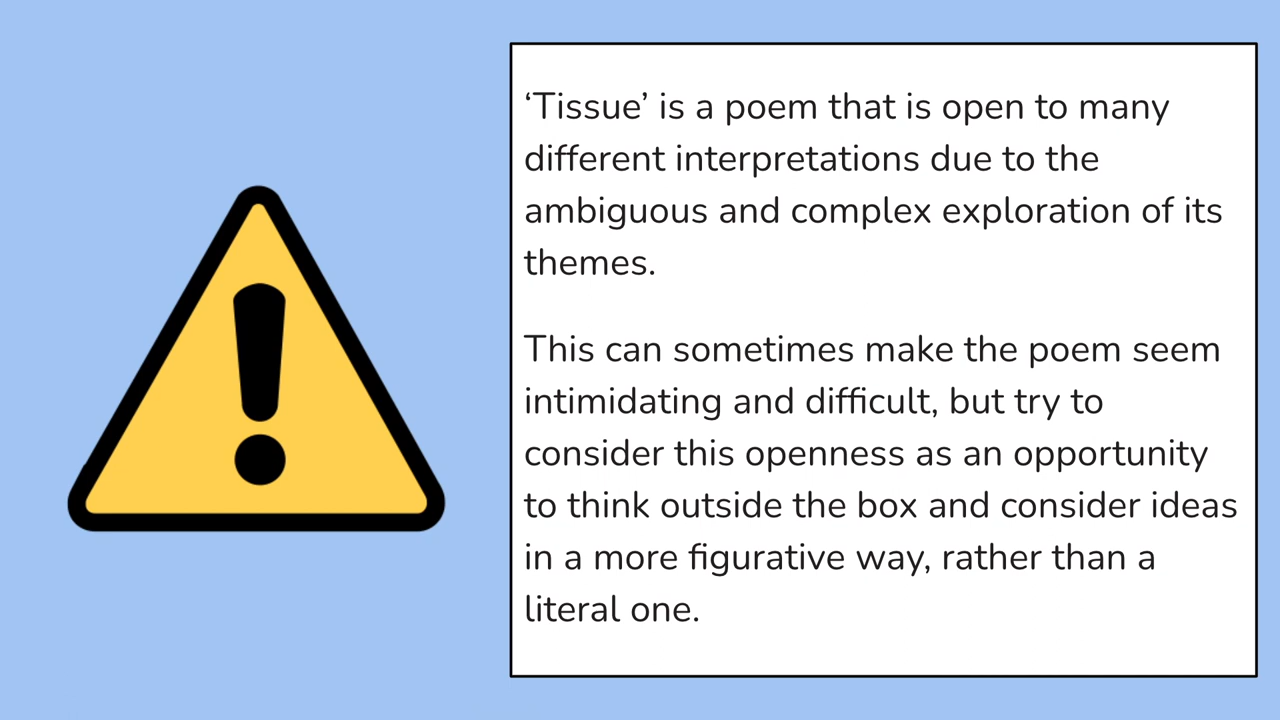 ‘Tissue’ is a poem that is open to many
different interpretations due to the
ambiguous and complex exploration of its
themes.
This can sometimes make the poem seem
intimidating and difficult, but try to
consider this openness as an opportunity
to think outside the box and consider ideas
in a more figurative way, rather than a
literal one.